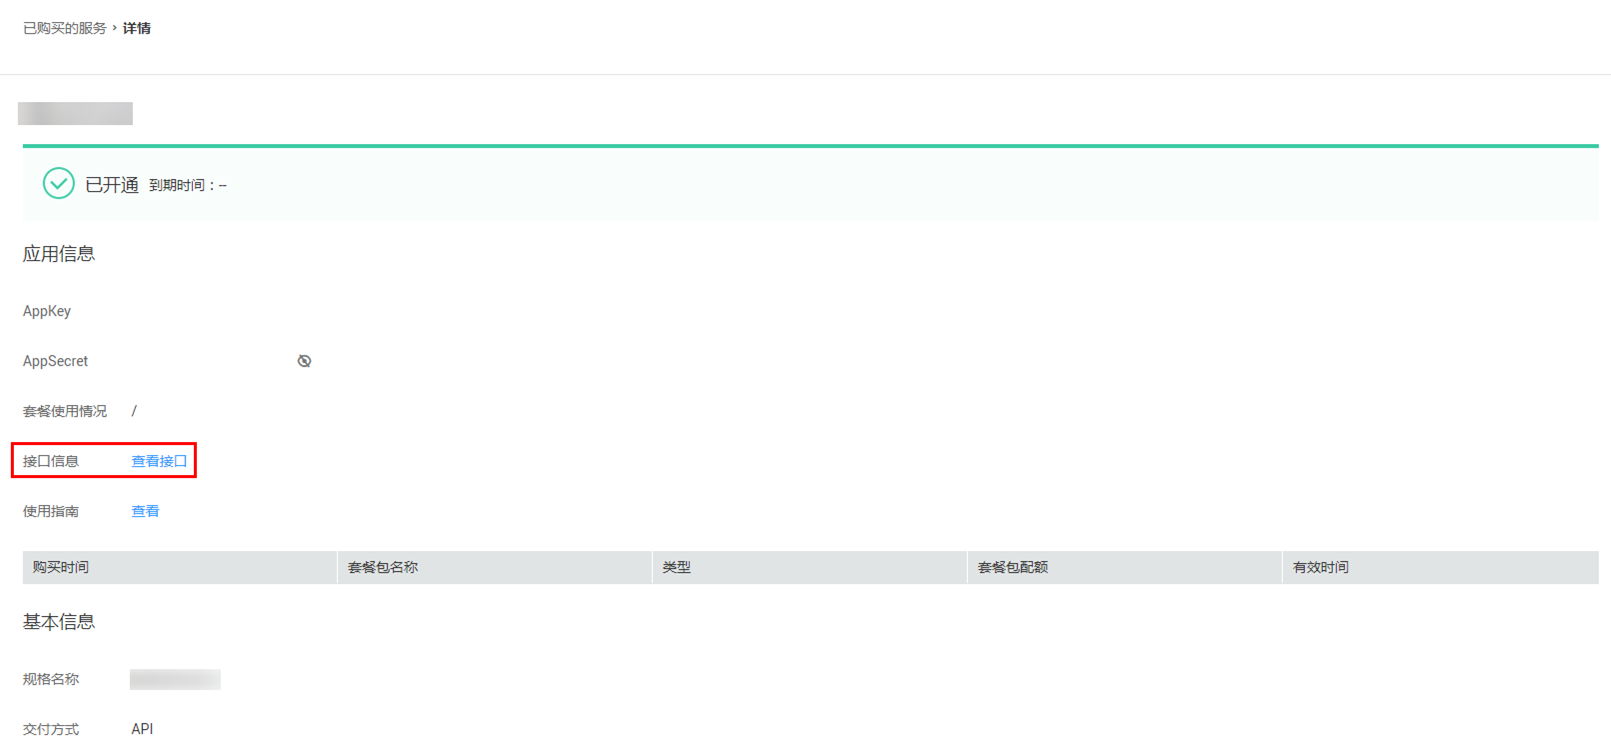 已购买的服务 › 详情
已开通 到期时间：--
应用信息
AppKey
AppSecret
套餐使用情况 /
接口信息 查看接口
使用指南 查看
购买时间 套餐包名称 类型 套餐包配额 有效时间
基本信息
规格名称
交付方式 API